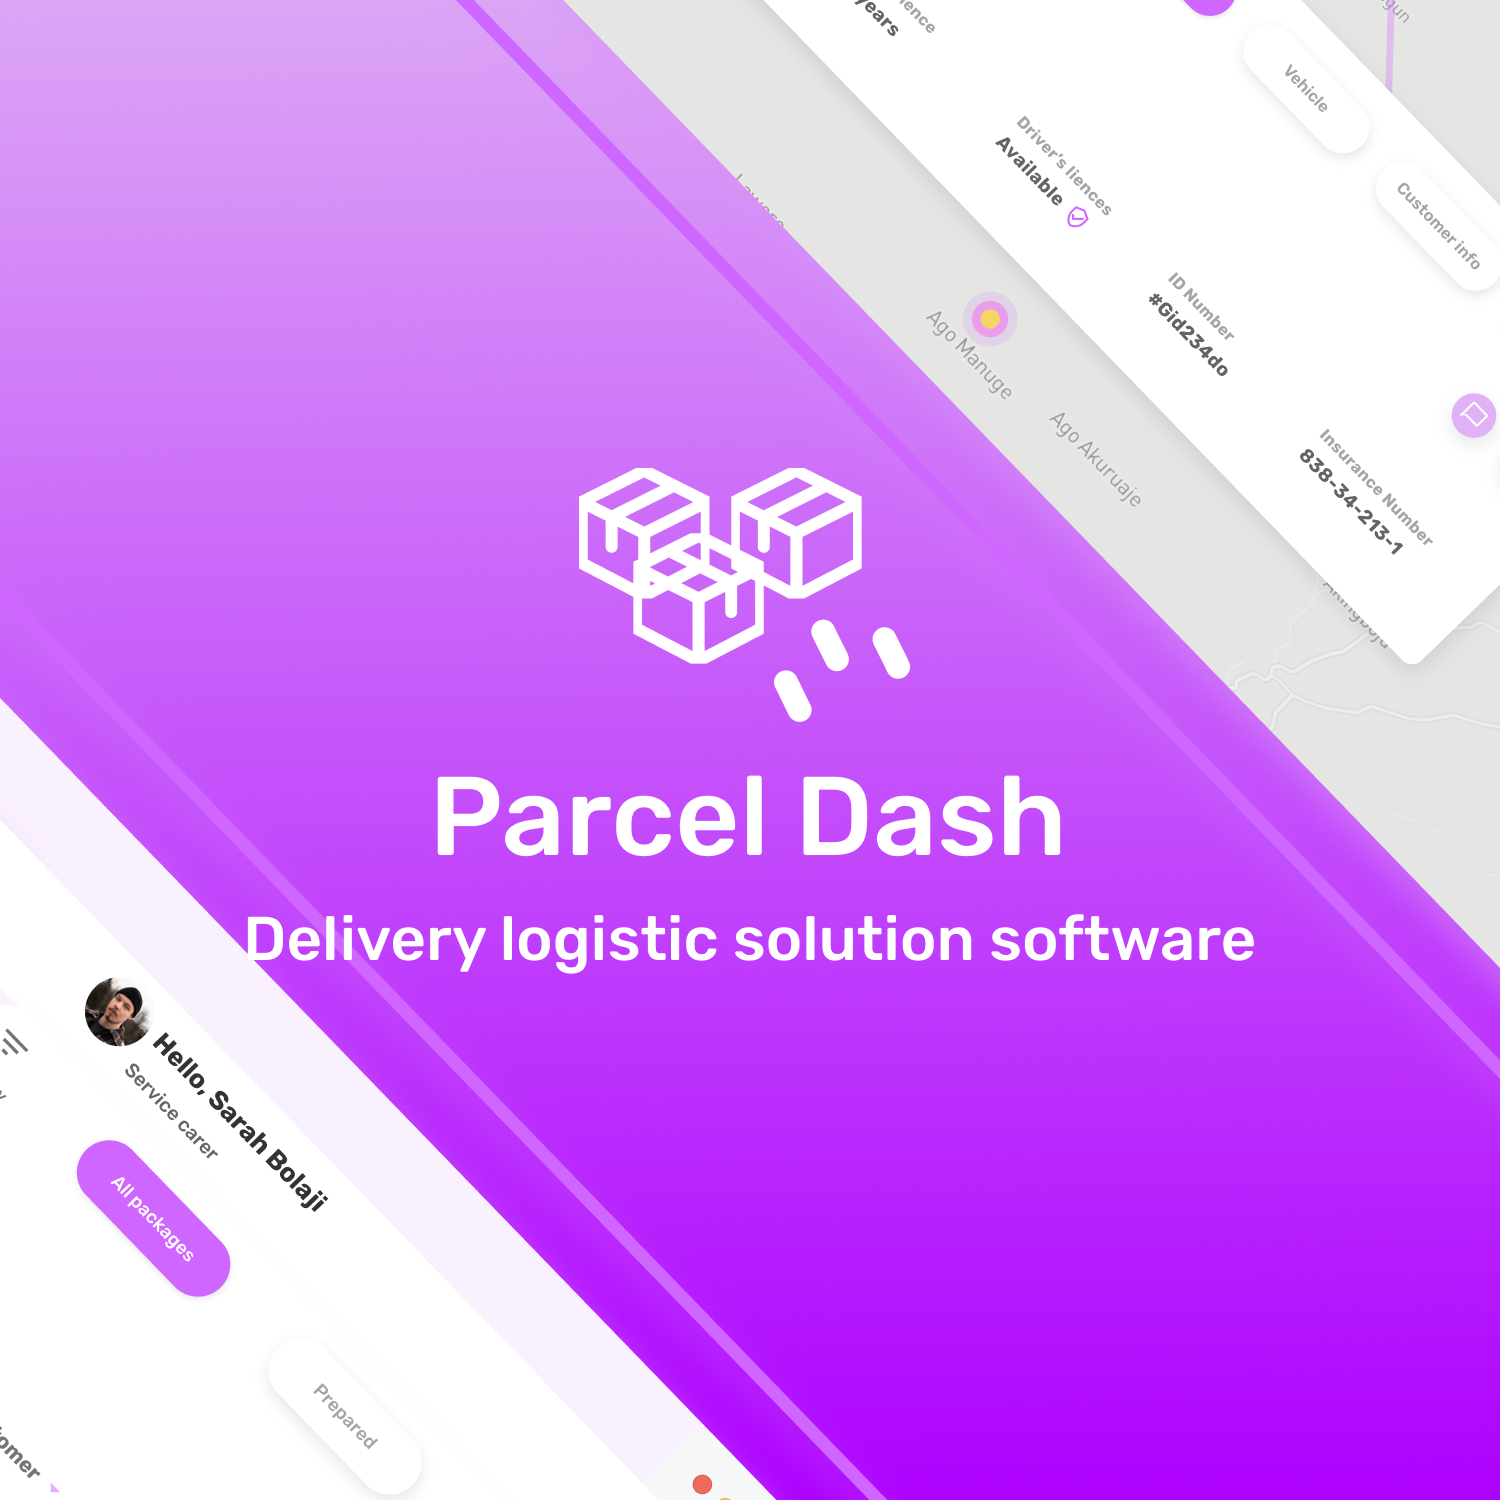 years
Vehicle
Driver's liences
Available
Customer info
ID Number
#Gid234do
Ago Manuge
Ago Akuruaje
Insurance Number
838-34-213-1
Parcel Dash
Delivery logistic solution software
Hello, Sarah Bolaji
Service carer
All packages
Prepared